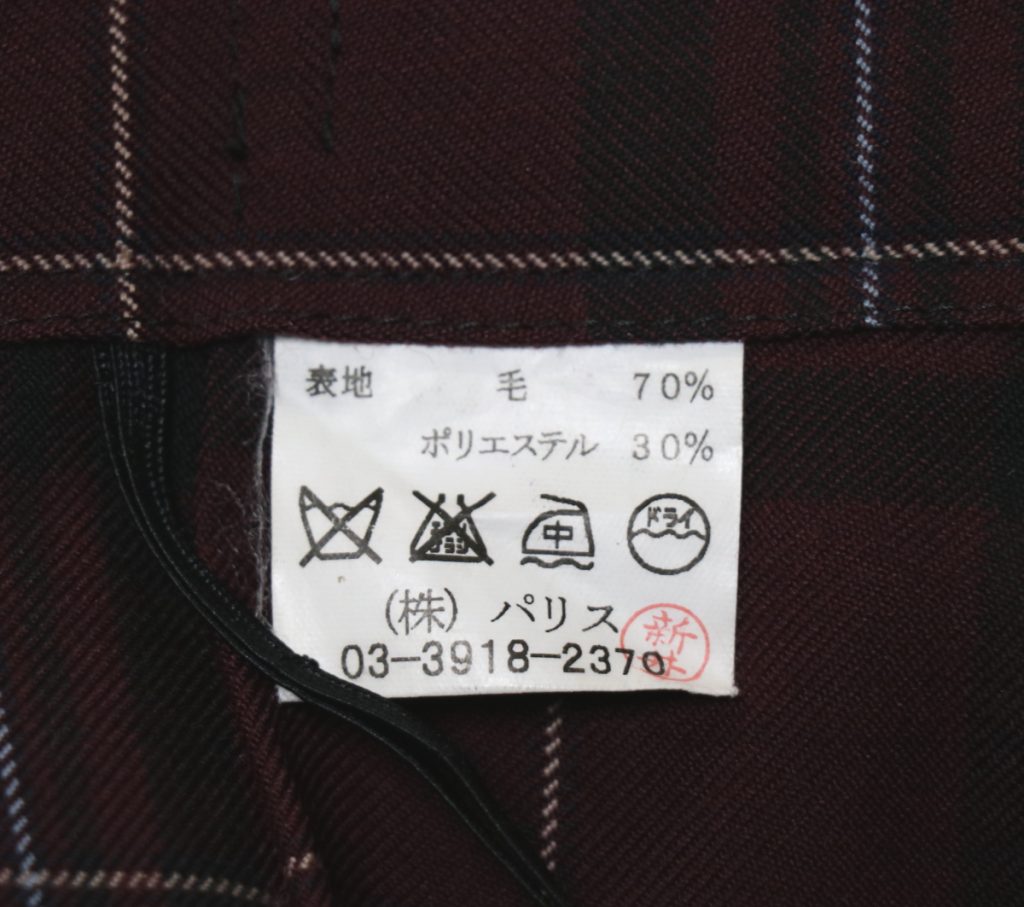 表地 毛 70%
ポリエステル 30%
中 ドライ
(株) パリス
03-3918-2370
新